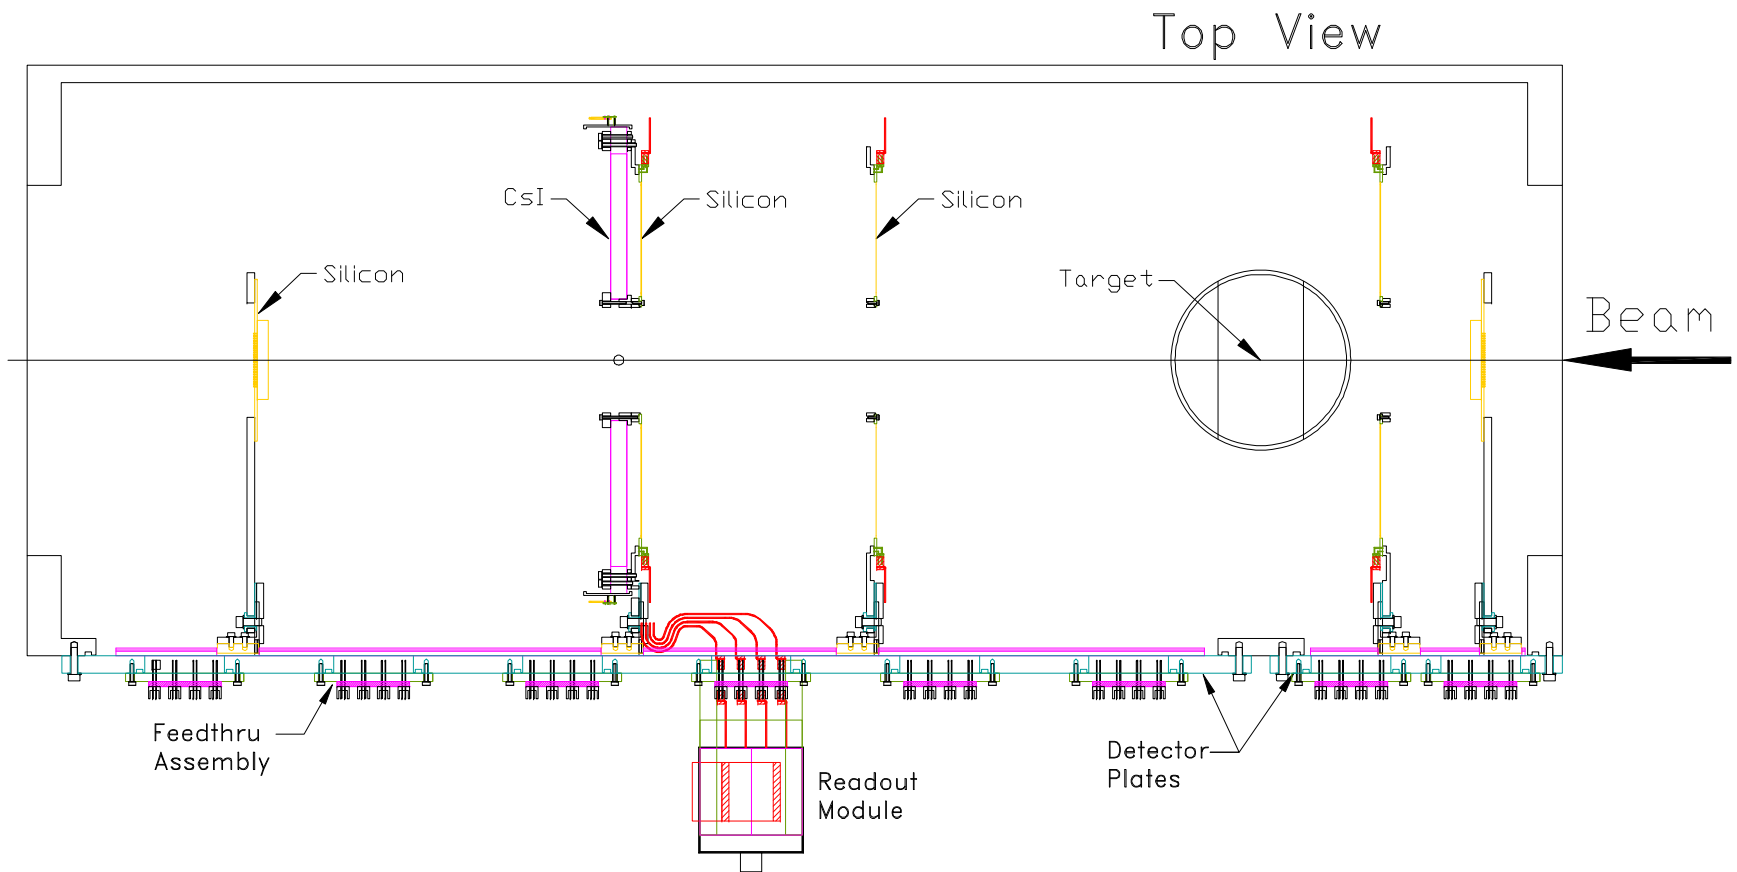 Top View
CsI
Silicon
Silicon
Silicon
Target
Beam
Feedthru
Assembly
Detector
Plates
Readout
Module